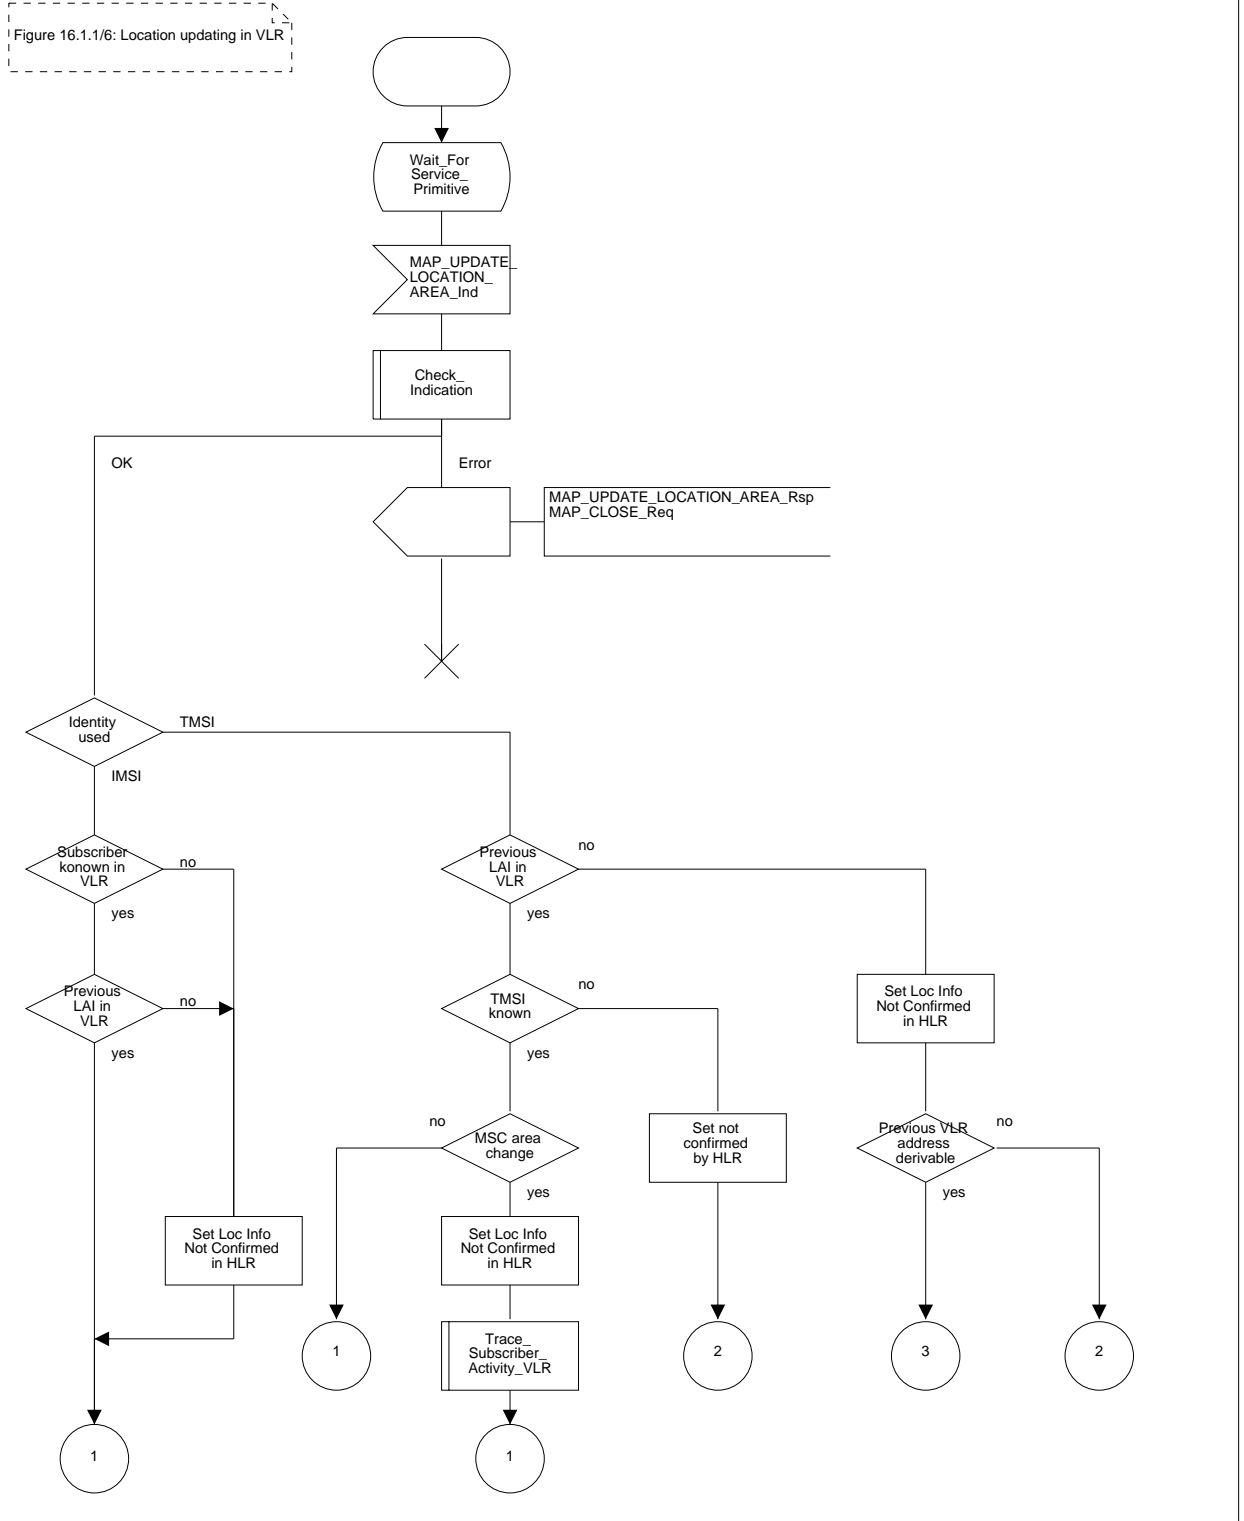 Figure 16.1.1/6: Location updating in VLR
Wait_For
Service_
Primitive
MAP_UPDATE_
LOCATION_
AREA_Ind
Check_
Indication
OK
Error
MAP_UPDATE_LOCATION_AREA_Rsp
MAP_CLOSE_Req
Identity
used
TMSI
IMSI
Subscriber
konown in
VLR
no
yes
Previous
LAI in
VLR
no
yes
Previous
LAI in
VLR
no
yes
TMSI
known
no
yes
Set Loc Info
Not Confirmed
in HLR
no
MSC area
change
yes
Set not
confirmed
by HLR
Previous VLR
address
derivable
no
yes
Set Loc Info
Not Confirmed
in HLR
Set Loc Info
Not Confirmed
in HLR
1
Trace_
Subscriber_
Activity_VLR
2
3
2
1
1